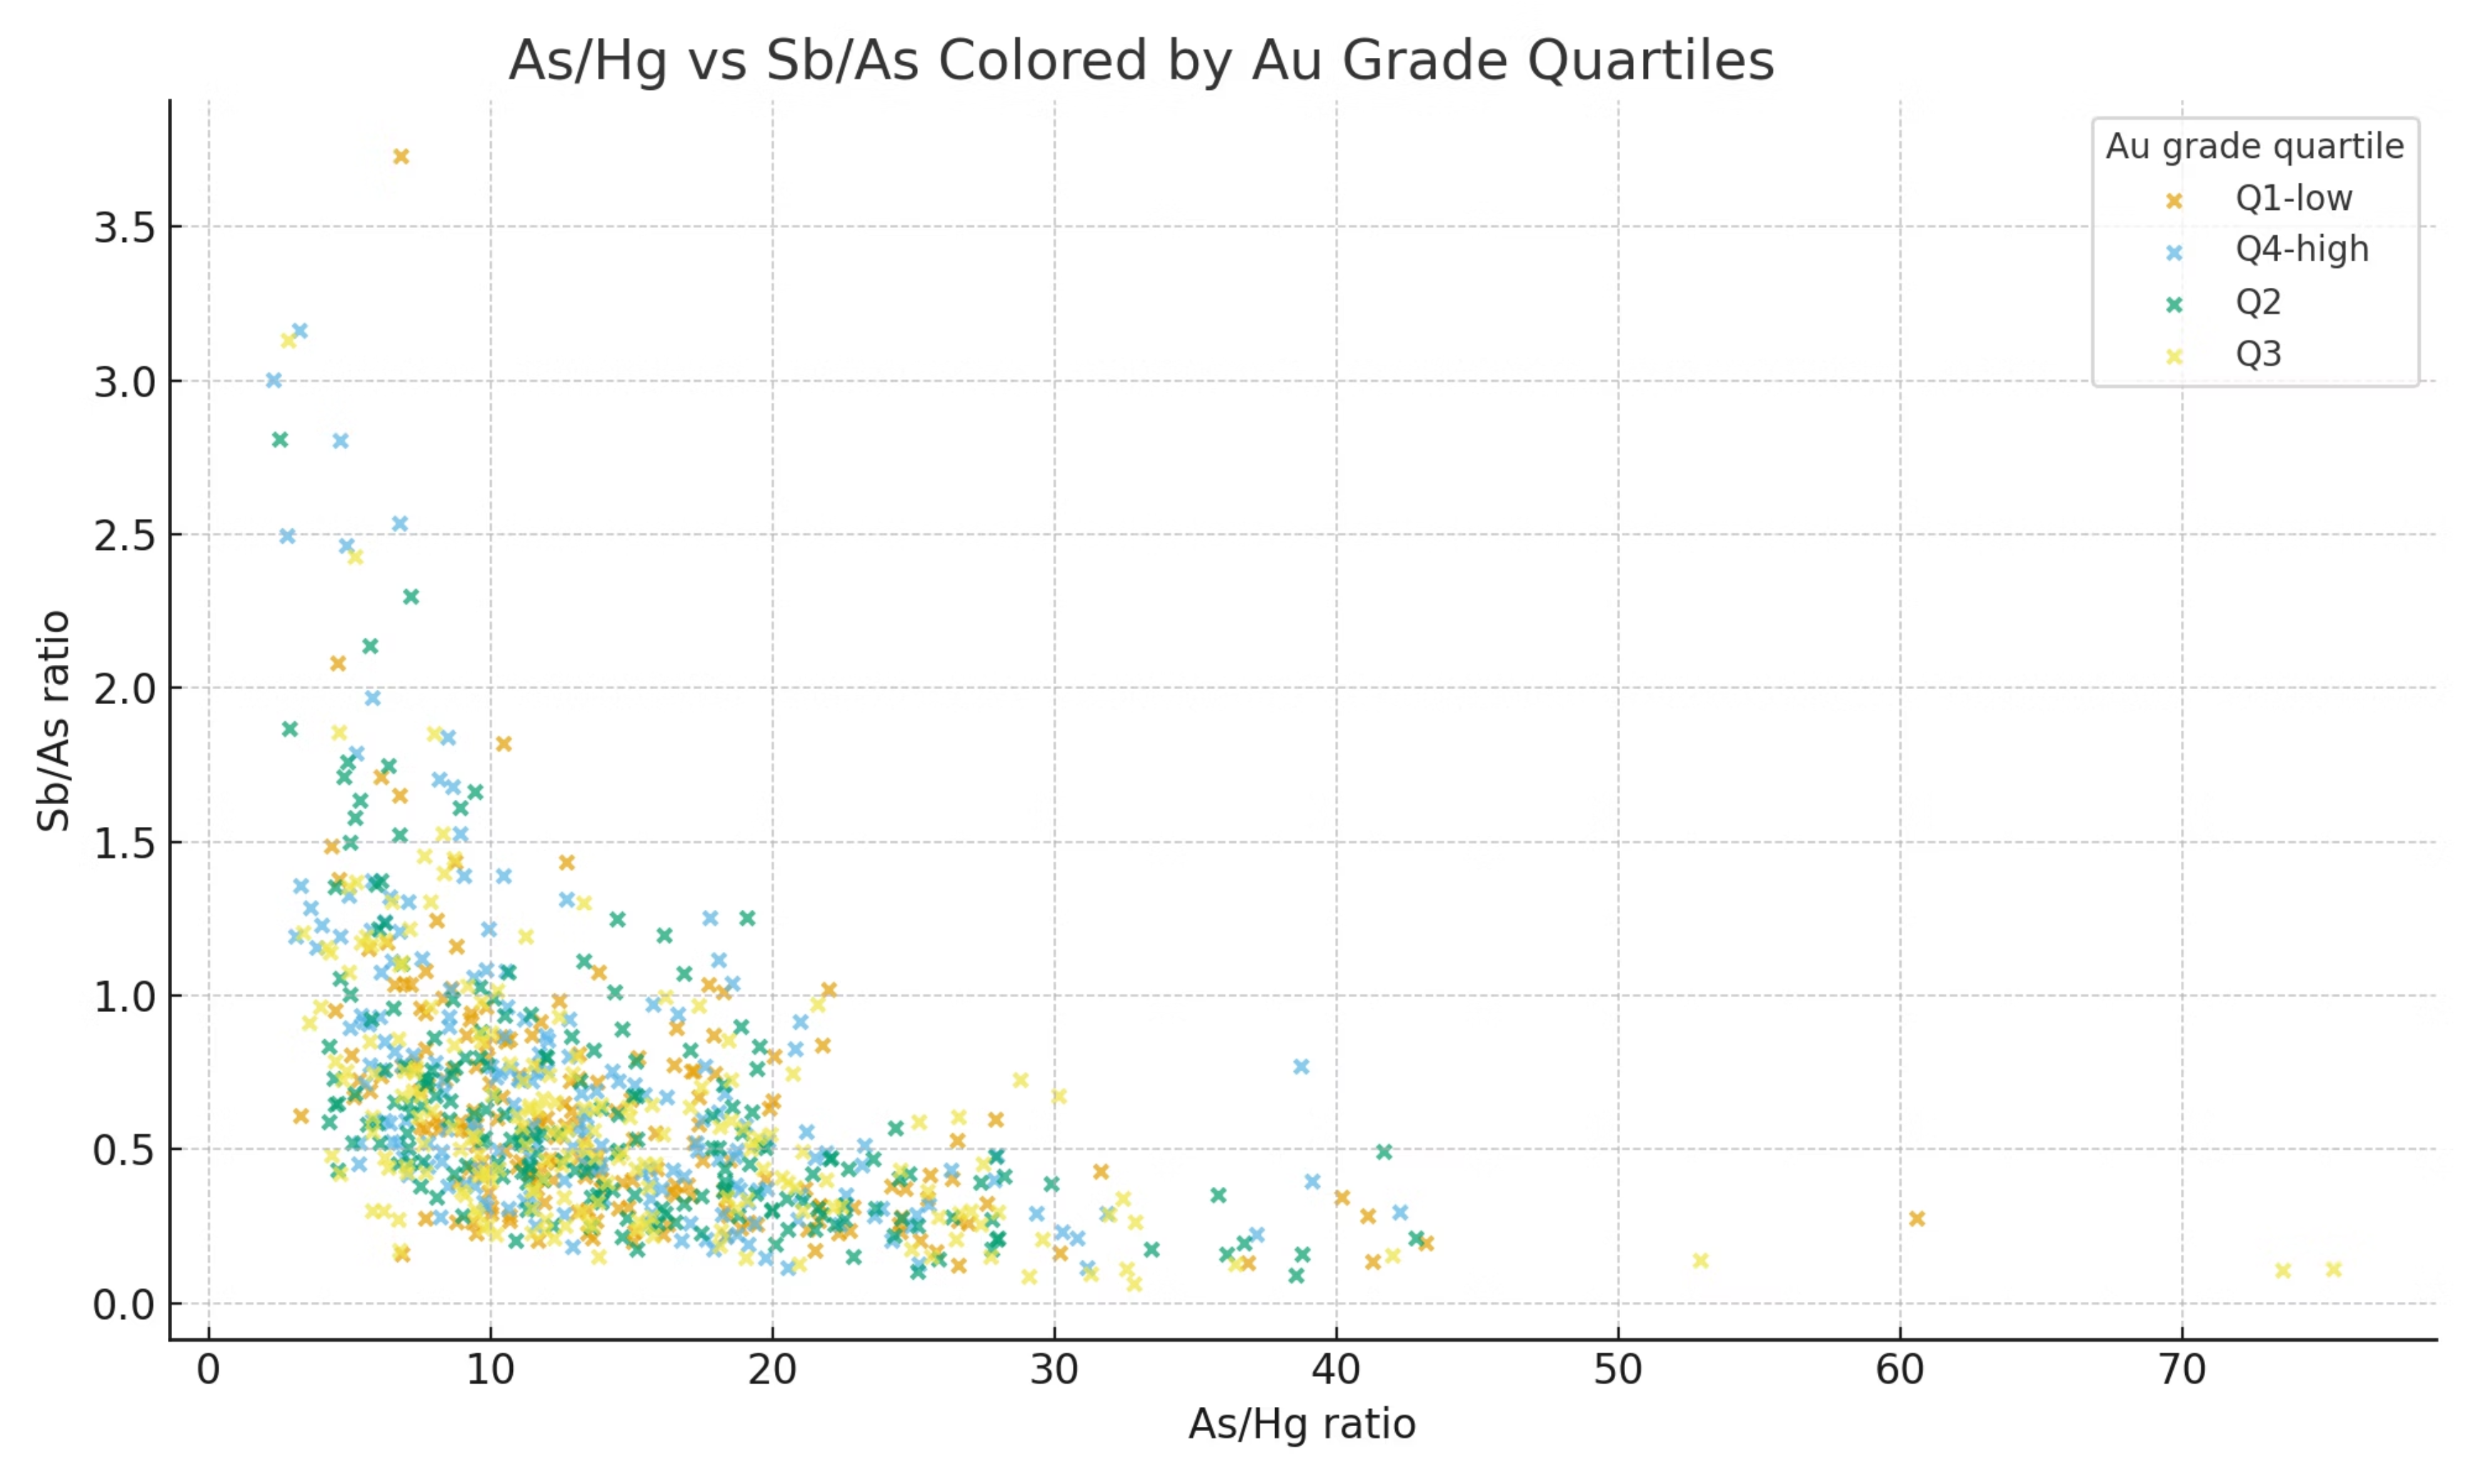 As/Hg vs Sb/As Colored by Au Grade Quartiles
Au grade quartile
Q1-low
Q4-high
Q2
Q3
Sb/As ratio
3.5
3.0
2.5
2.0
1.5
1.0
0.5
0.0
0 10 20 30 40 50 60 70
As/Hg ratio